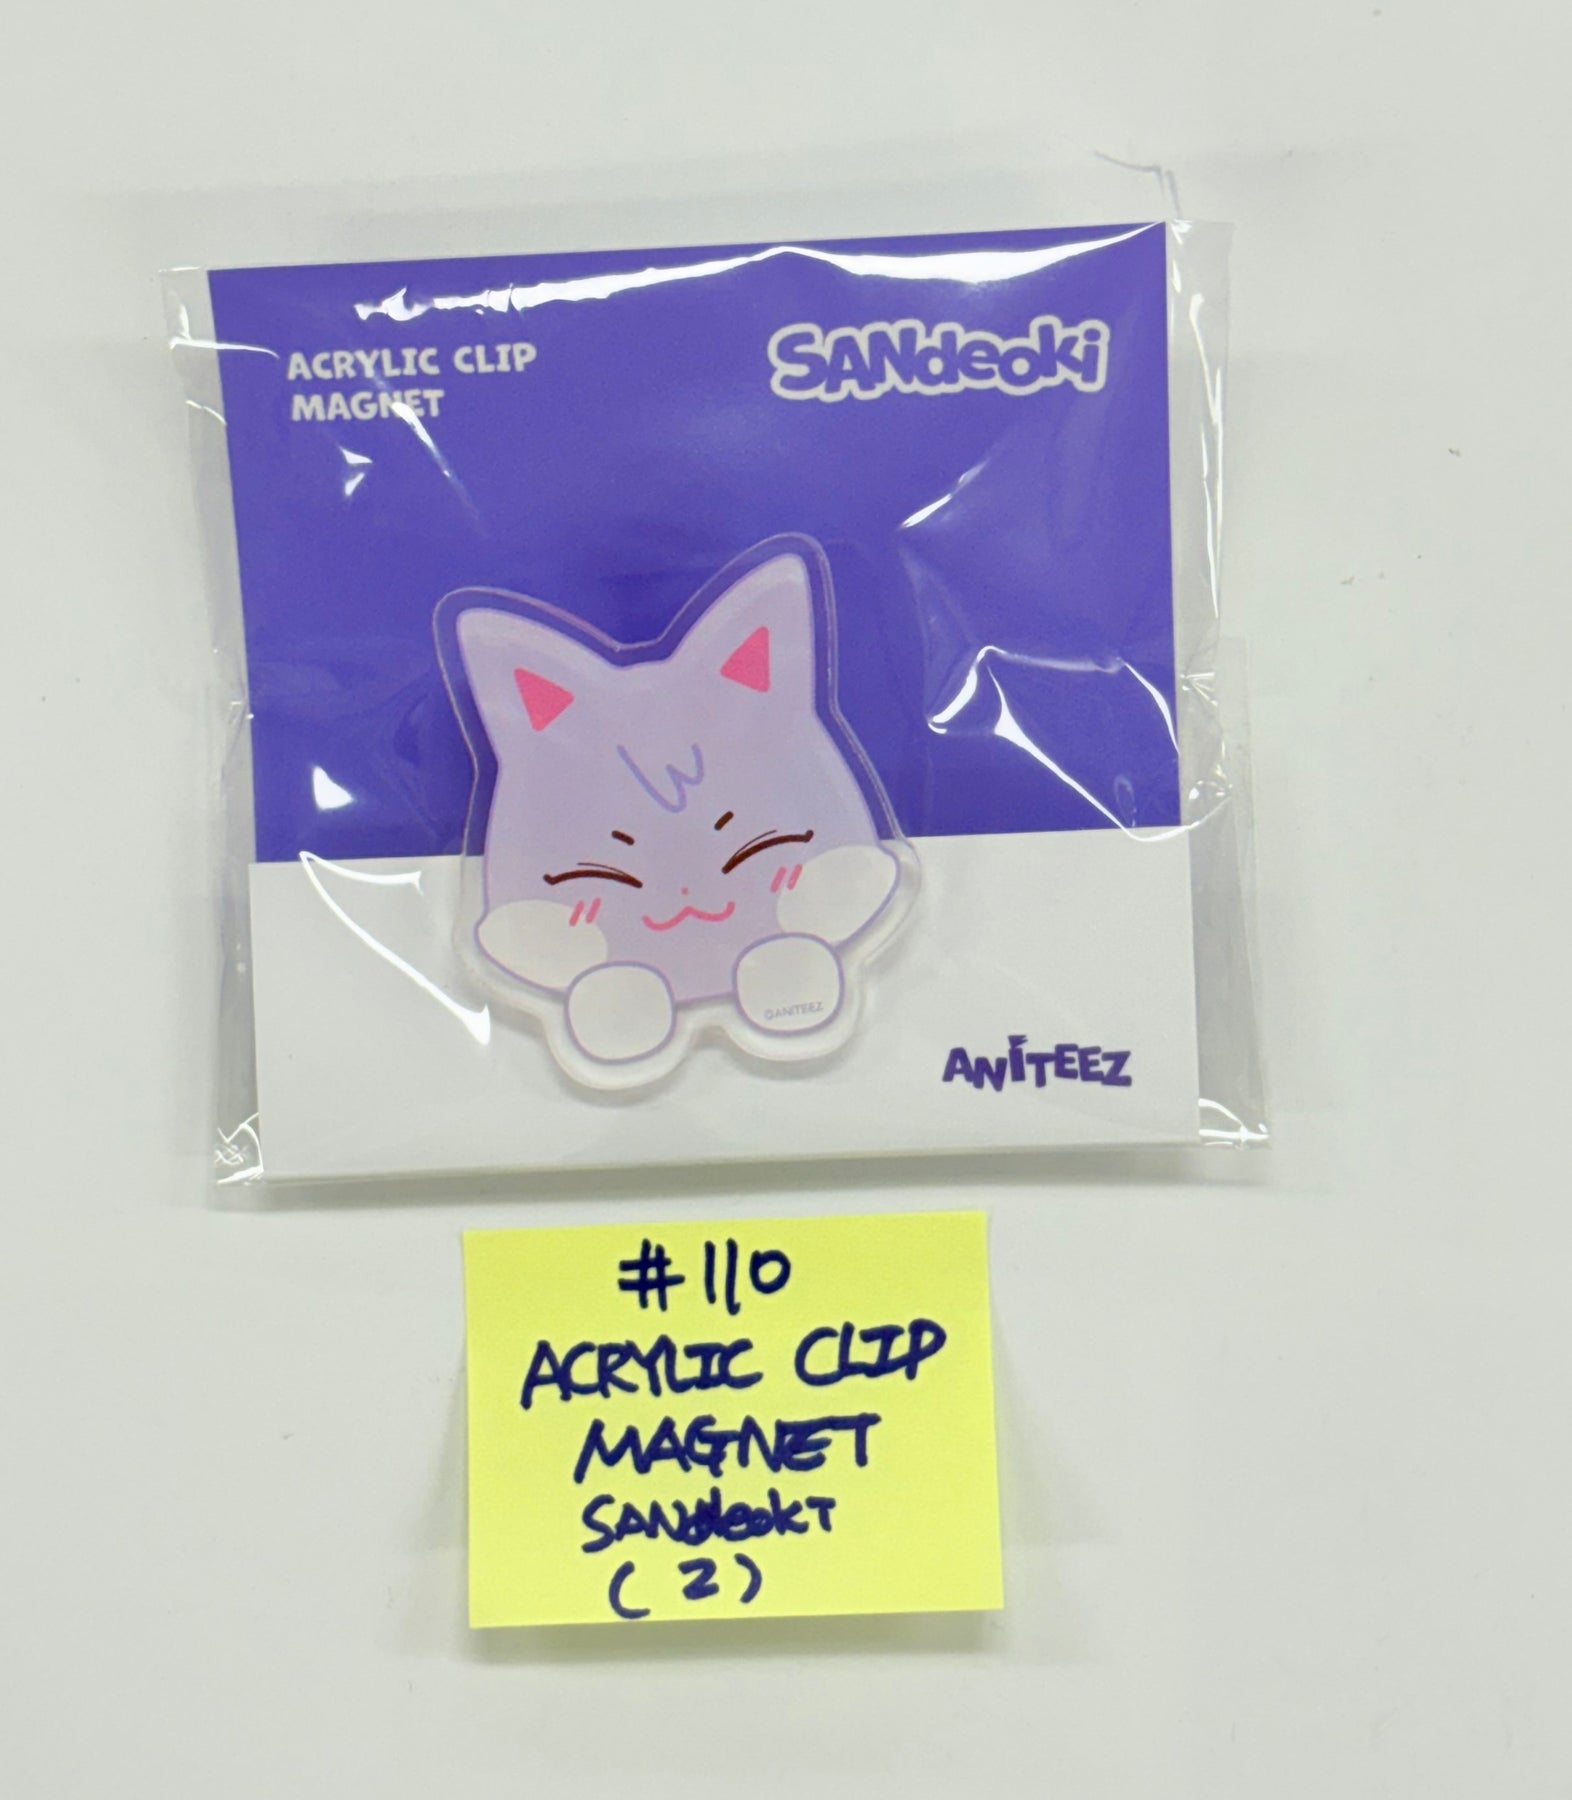 ACRYLIC CLIP
MAGNET
SANdeoki
©ANITEEZ
ANITEEZ
#110
ACRYLIC CLIP
MAGNET
SANdeokI
(2)